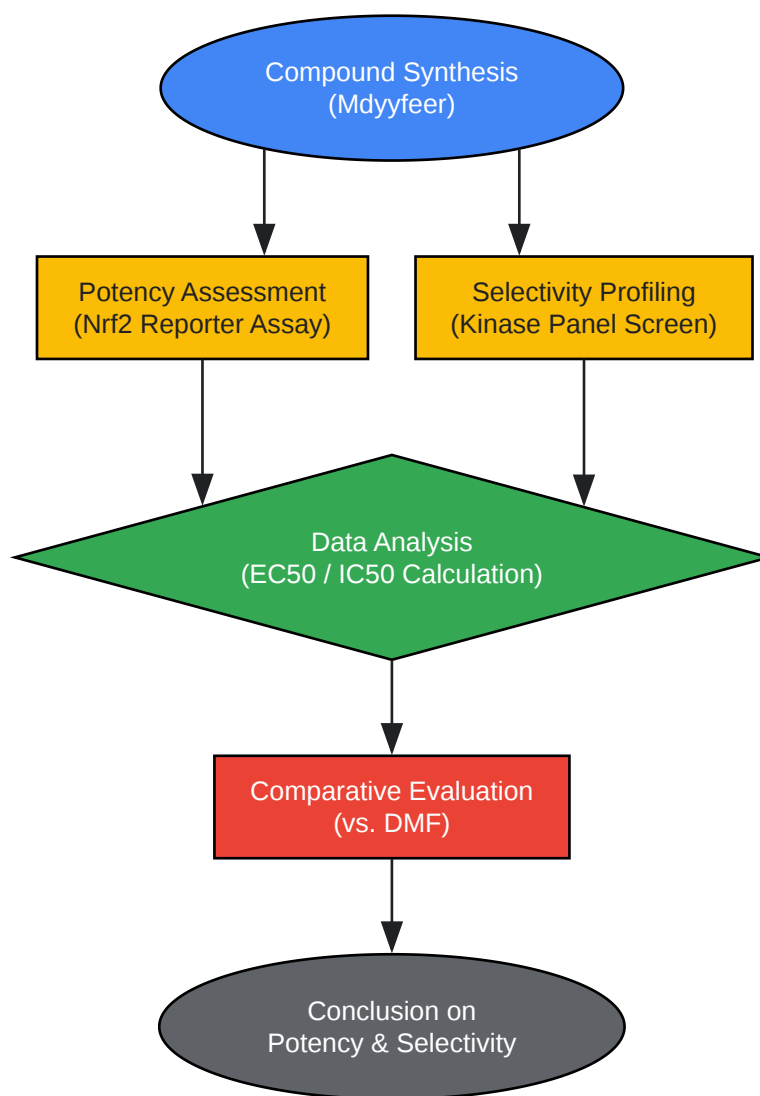 Compound Synthesis
(Mdyyfeer)
Potency Assessment
(Nrf2 Reporter Assay)
Selectivity Profiling
(Kinase Panel Screen)
Data Analysis
(EC50 / IC50 Calculation)
Comparative Evaluation
(vs. DMF)
Conclusion on
Potency & Selectivity